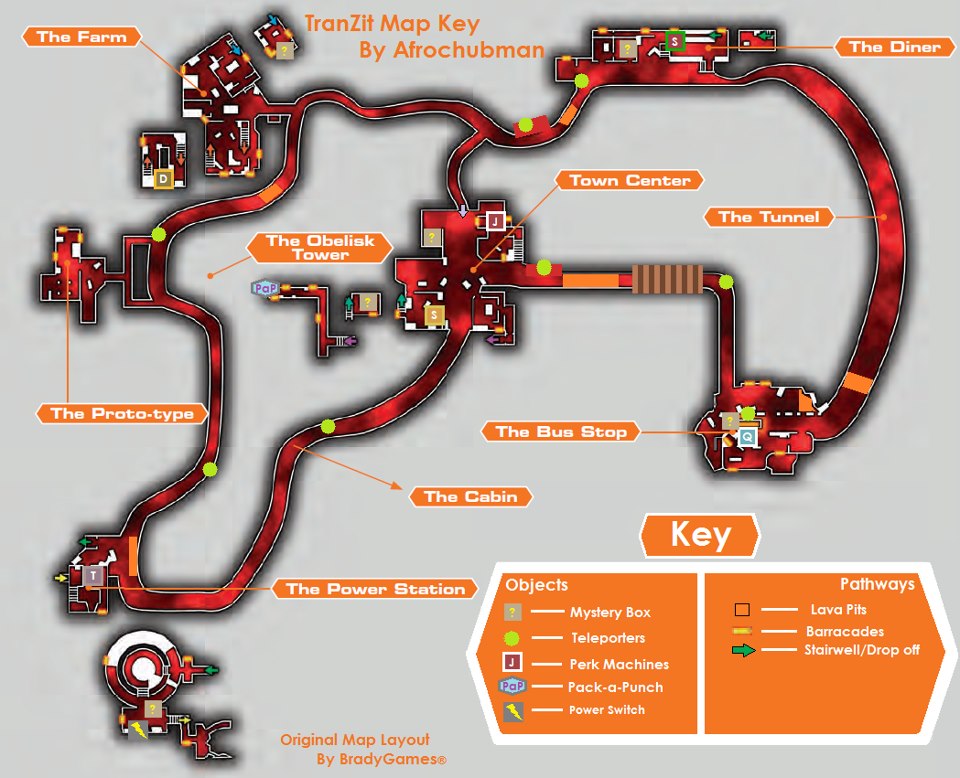 TranZit Map Key
By Afrochubman
The Farm
?
The Diner
?
S
D
Town Center
The Tunnel
J
?
The Obelisk
Tower
PaP
?
S
The Proto-type
The Bus Stop
?
Q
The Cabin
T
The Power Station
?
Original Map Layout
By BradyGames®
Key
Objects
? Mystery Box
Teleporters
J Perk Machines
PaP Pack-a-Punch
Power Switch
Pathways
Lava Pits
Barracades
Stairwell/Drop off